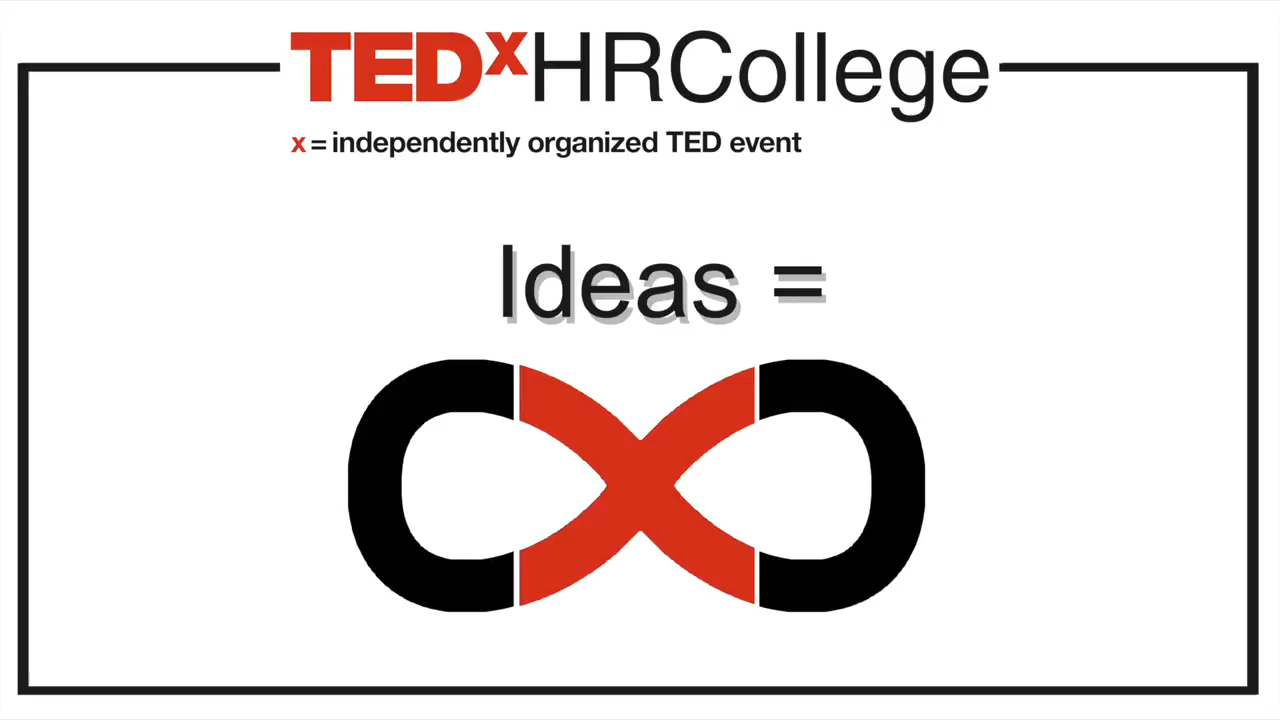 TEDxHRCollege
x = independently organized TED event
Ideas =